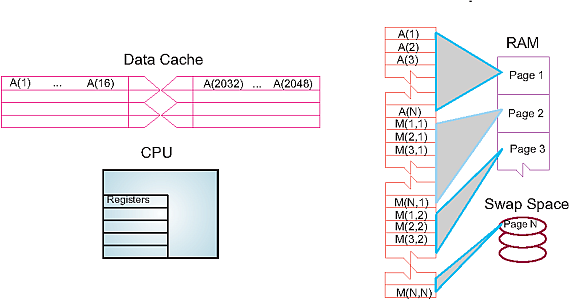 Data Cache
A(1) ... A(16) A(2032) ... A(2048)
CPU
Registers
A(1)
A(2)
A(3)
A(N)
M(1,1)
M(2,1)
M(3,1)
M(N,1)
M(1,2)
M(2,2)
M(3,2)
M(N,N)
RAM
Page 1
Page 2
Page 3
Swap Space
Page N